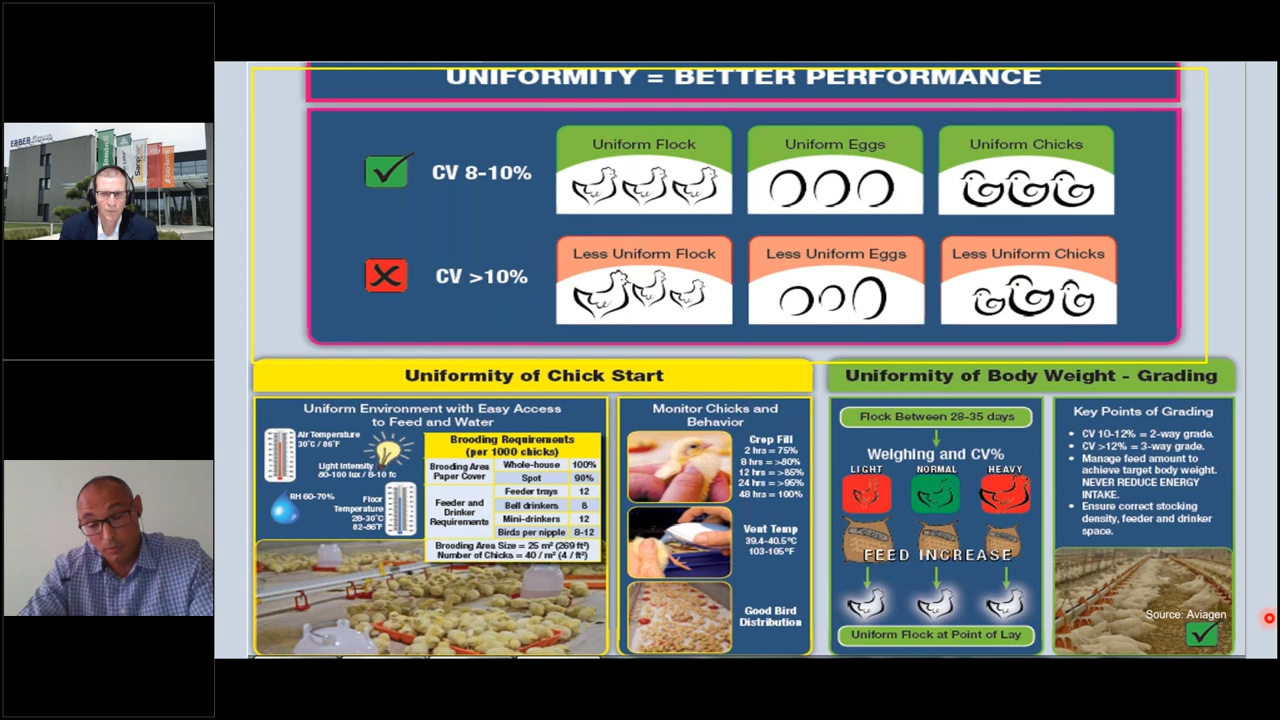 ERBER Group
UNIFORMITY = BETTER PERFORMANCE
CV 8-10%
Uniform Flock
Uniform Eggs
Uniform Chicks
CV >10%
Less Uniform Flock
Less Uniform Eggs
Less Uniform Chicks
Uniformity of Chick Start
Uniform Environment with Easy Access
to Feed and Water
Air Temperature
30°C / 86°F
Light Intensity
80-100 lux / 8-10 fc
RH 60-70%
Floor
Temperature
28-30°C
82-86°F
Brooding Requirements
(per 1000 chicks)
Brooding Area
Paper Cover
Whole-house 100%
Spot 90%
Feeder and
Drinker
Requirements
Feeder trays 12
Bell drinkers 8
Mini-drinkers 12
Birds per nipple 8-12
Brooding Area Size = 25 m² (269 ft²)
Number of Chicks = 40 / m² (4 / ft²)
Monitor Chicks and
Behavior
Crop Fill
2 hrs = 75%
8 hrs = >80%
12 hrs = >85%
24 hrs = >95%
48 hrs = 100%
Vent Temp
39.4-40.5°C
103-105°F
Good Bird
Distribution
Uniformity of Body Weight - Grading
Flock Between 28-35 days
Weighing and CV%
LIGHT
NORMAL
HEAVY
FEED INCREASE
Uniform Flock at Point of Lay
Key Points of Grading
• CV 10-12% = 2-way grade.
• CV >12% = 3-way grade.
• Manage feed amount to
achieve target body weight.
NEVER REDUCE ENERGY
INTAKE.
• Ensure correct stocking
density, feeder and drinker
space.
Source: Aviagen